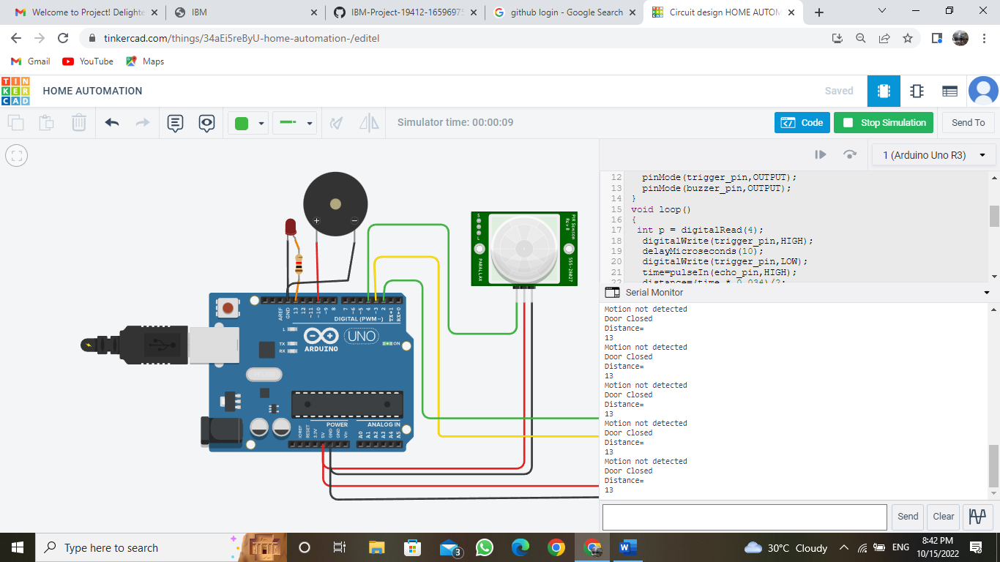 Welcome to Project! Delighte
IBM
IBM-Project-19412-16596975
github login - Google Search
Circuit design HOME AUTOM
tinkercad.com/things/34aEi5reByU-home-automation-/editel
Gmail
YouTube
Maps
TIN
KER
CAD
HOME AUTOMATION
Saved
Simulator time: 00:00:09
Code
Stop Simulation
Send To
1 (Arduino Uno R3)
12 pinMode(trigger_pin,OUTPUT);
13 pinMode(buzzer_pin,OUTPUT);
14 }
15 void loop()
16 {
17 int p = digitalRead(4);
18 digitalWrite(trigger_pin,HIGH);
19 delayMicroseconds(10);
20 digitalWrite(trigger_pin,LOW);
21 time=pulseIn(echo_pin,HIGH);
22 distance=(time * 0.034)/2;
PIR Sensor
Rev B
555-28027
PARALLAX
S
L
AREF
GND
13
12
~11
~10
~9
8
7
~6
~5
4
~3
2
TX→1
RX←0
DIGITAL (PWM~)
L
TX
RX
ARDUINO
UNO
ON
POWER
ANALOG IN
IOREF
RESET
3.3V
5V
GND
GND
Vin
A0
A1
A2
A3
A4
A5
Serial Monitor
Motion not detected
Door Closed
Distance=
13
Motion not detected
Door Closed
Distance=
13
Motion not detected
Door Closed
Distance=
13
Motion not detected
Door Closed
Distance=
13
Motion not detected
Door Closed
Distance=
13
Send
Clear
Type here to search
3
30°C Cloudy
ENG
8:42 PM
10/15/2022